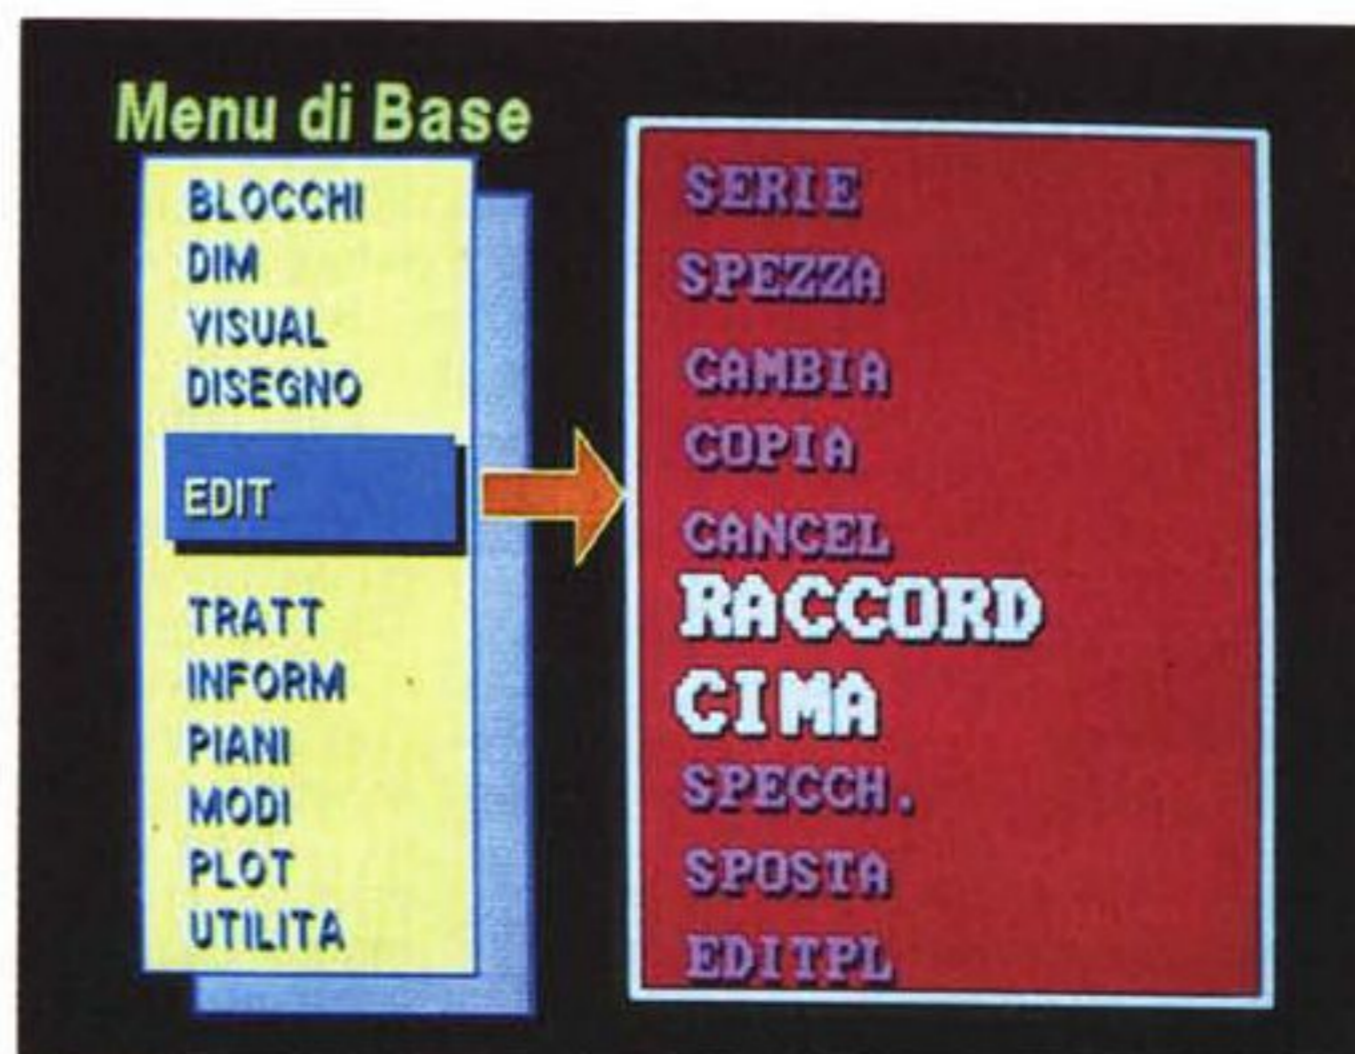 Menu di Base
BLOCCHI
DIM
VISUAL
DISEGNO
EDIT
TRATT
INFORM
PIANI
MODI
PLOT
UTILITA
SERIE
SPEZZA
CAMBIA
COPIA
CANCEL
RACCORD
CIMA
SPECCH.
SPOSTA
EDITPL